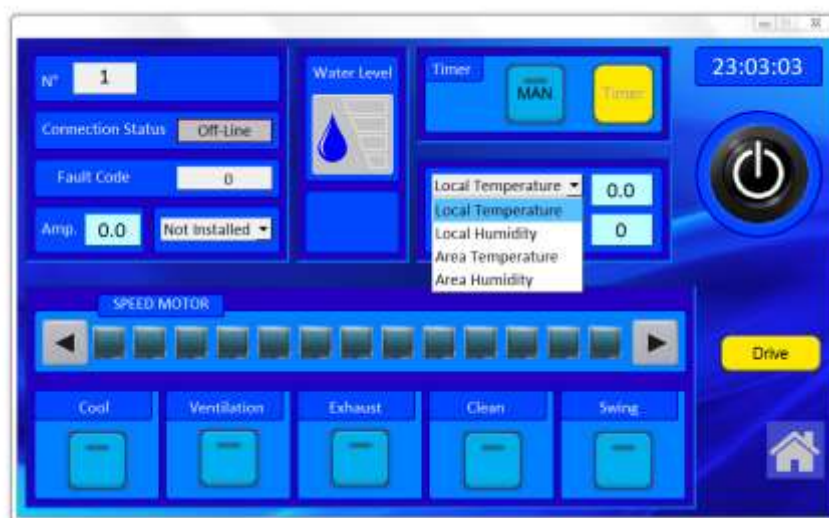 N° 1
Connection Status Off-Line
Fault Code 0
Amp. 0.0 Not Installed
Water Level
Timer
MAN
Timer
23:03:03
Local Temperature 0.0
Local Temperature 0
Local Humidity
Area Temperature
Area Humidity
SPEED MOTOR
Drive
Cool
Ventilation
Exhaust
Clean
Swing